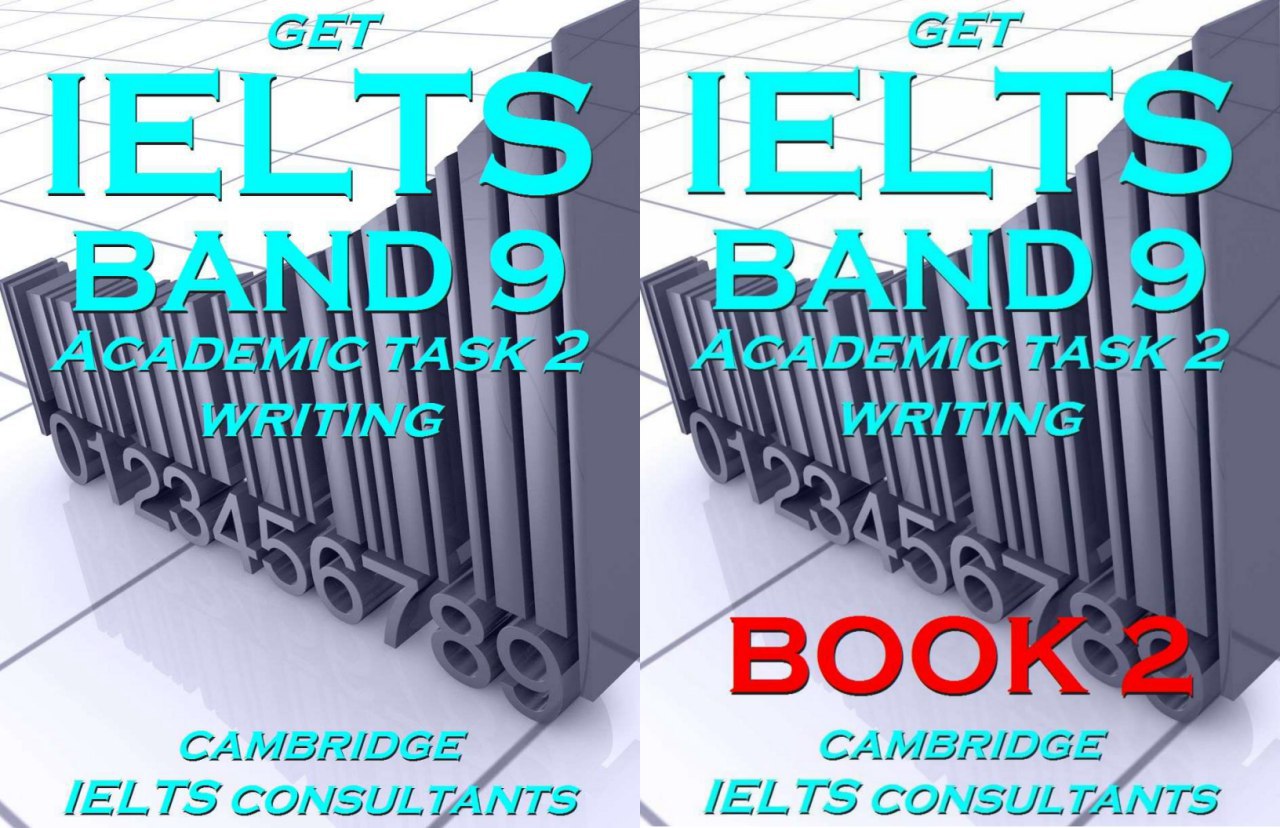 GET
IELTS
BAND 9
ACADEMIC TASK 2
WRITING
0123456789
CAMBRIDGE
IELTS CONSULTANTS
GET
IELTS
BAND 9
ACADEMIC TASK 2
WRITING
0123456789
BOOK 2
CAMBRIDGE
IELTS CONSULTANTS